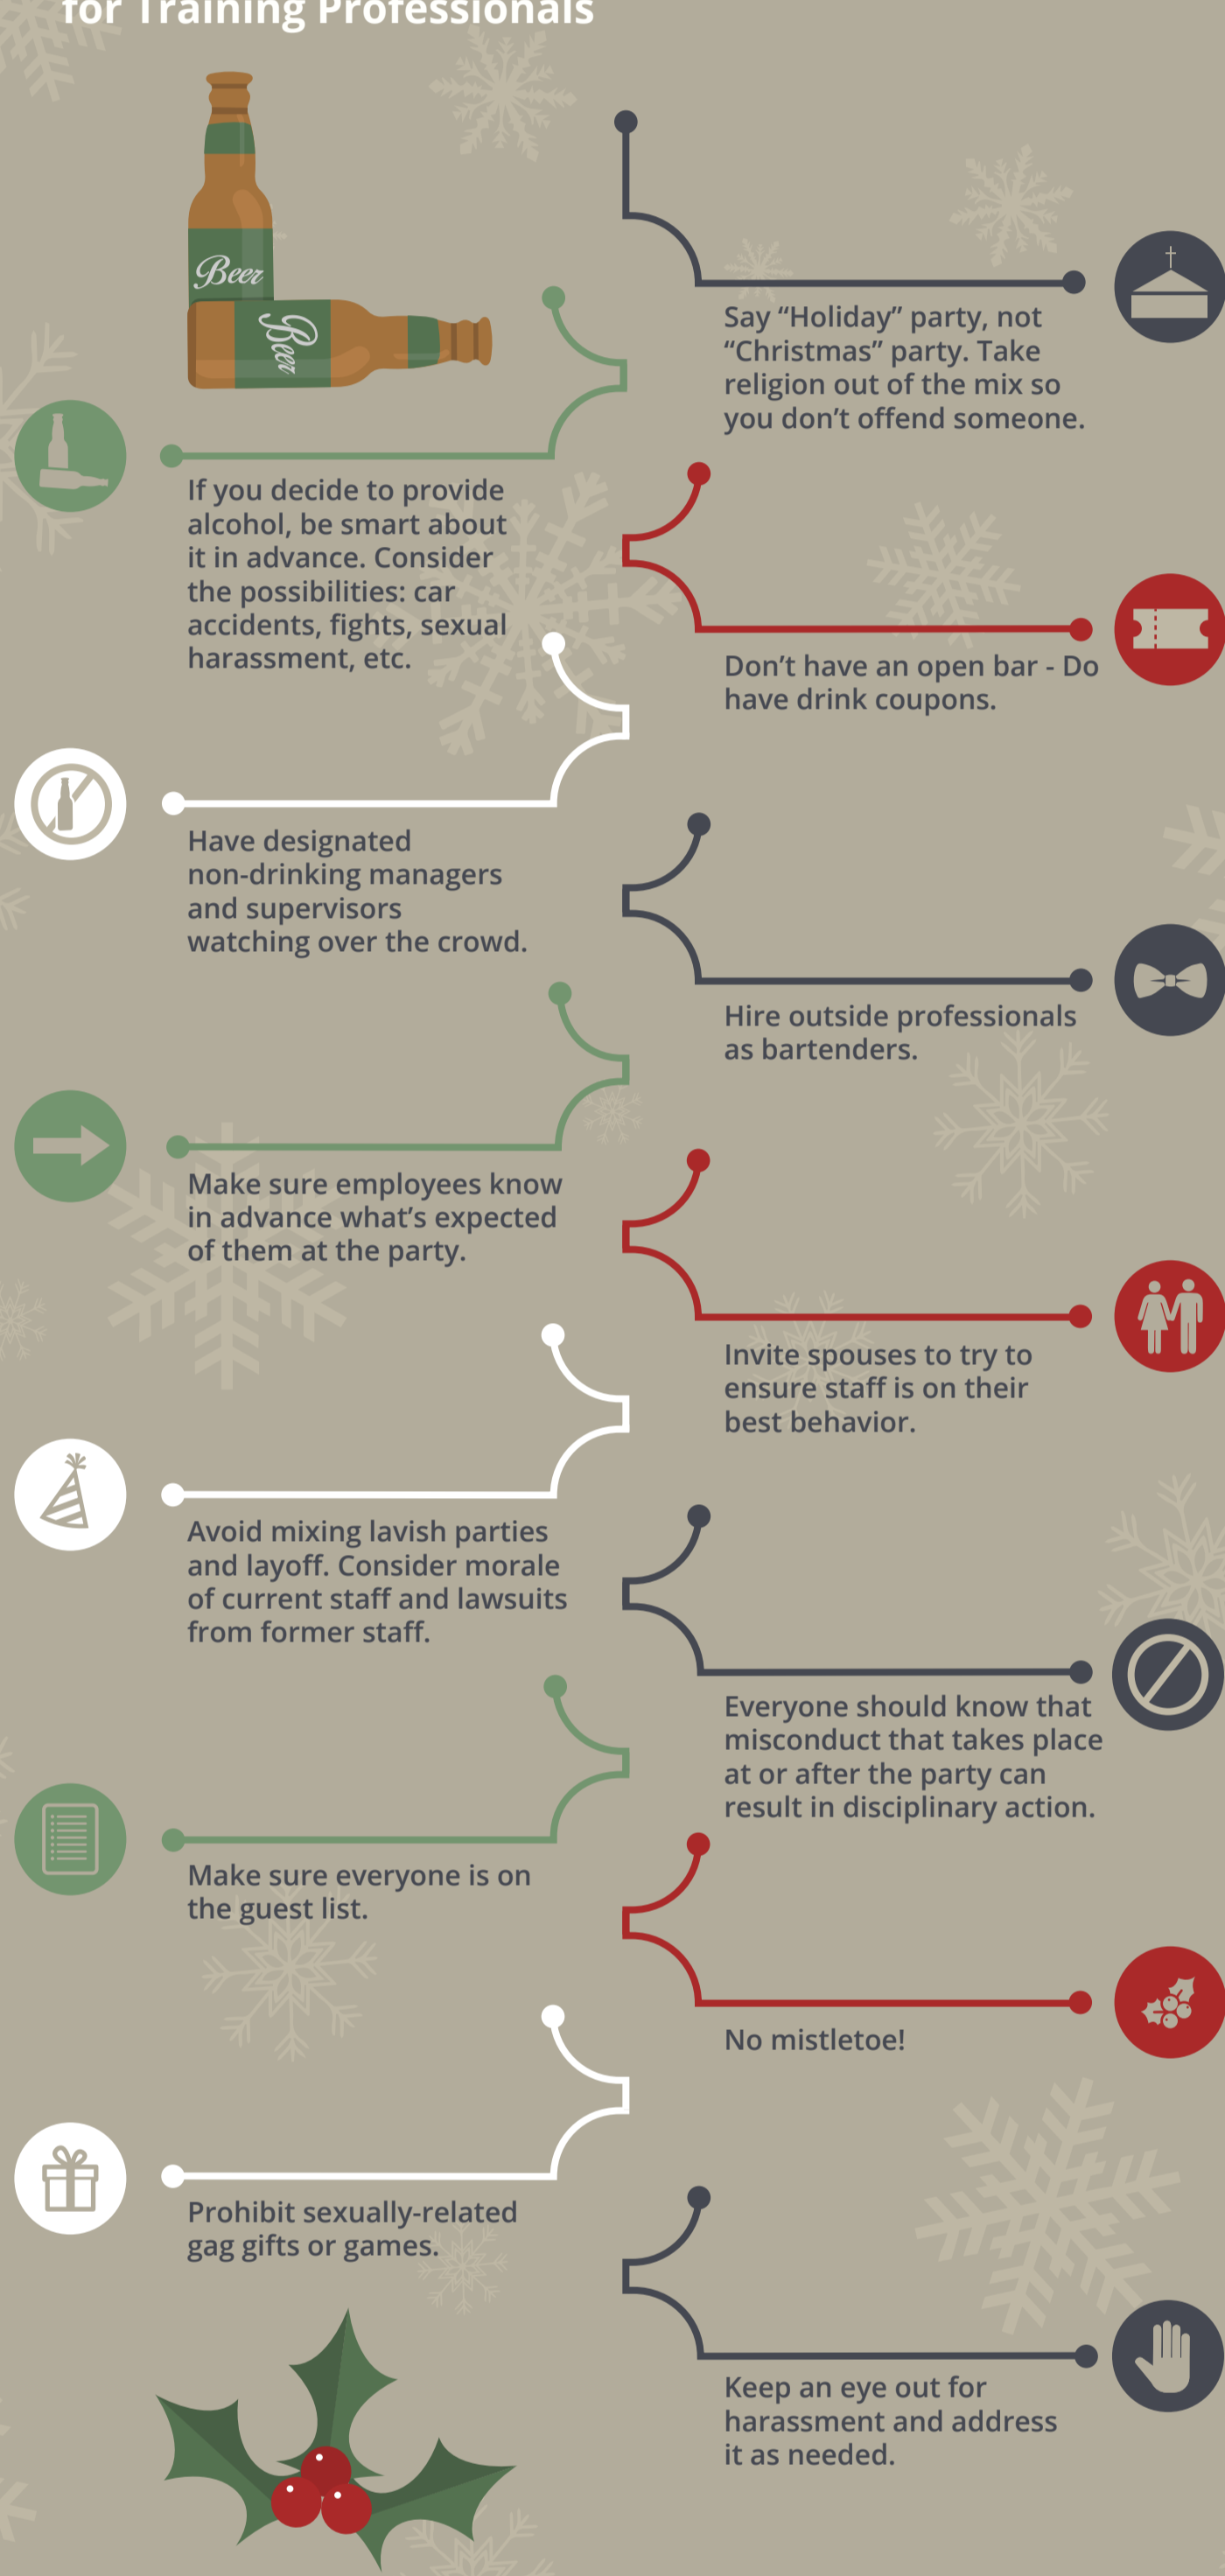 for Training Professionals
Beer
Beer
Say “Holiday” party, not
“Christmas” party. Take
religion out of the mix so
you don’t offend someone.
If you decide to provide
alcohol, be smart about
it in advance. Consider
the possibilities: car
accidents, fights, sexual
harassment, etc.
Don’t have an open bar - Do
have drink coupons.
Have designated
non-drinking managers
and supervisors
watching over the crowd.
Hire outside professionals
as bartenders.
Make sure employees know
in advance what’s expected
of them at the party.
Invite spouses to try to
ensure staff is on their
best behavior.
Avoid mixing lavish parties
and layoff. Consider morale
of current staff and lawsuits
from former staff.
Everyone should know that
misconduct that takes place
at or after the party can
result in disciplinary action.
Make sure everyone is on
the guest list.
No mistletoe!
Prohibit sexually-related
gag gifts or games.
Keep an eye out for
harassment and address
it as needed.